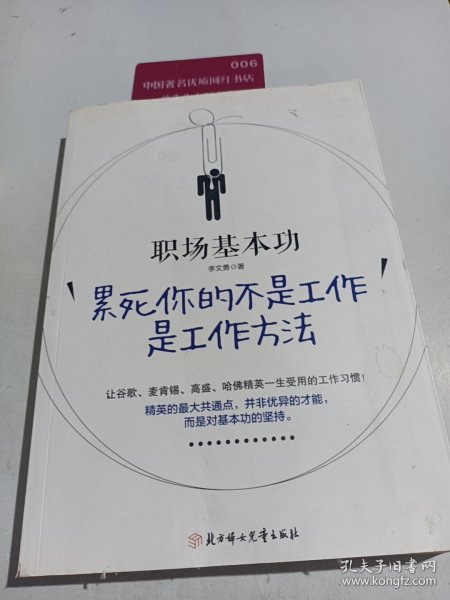 006
中国著名优质网红书店
职场基本功
李文勇◎著
累死你的不是工作
是工作方法
让谷歌、麦肯锡、高盛、哈佛精英一生受用的工作习惯！
精英的最大共通点，并非优异的才能，
而是对基本功的坚持。
北方妇女儿童出版社
孔夫子旧书网
www.kongfz.com